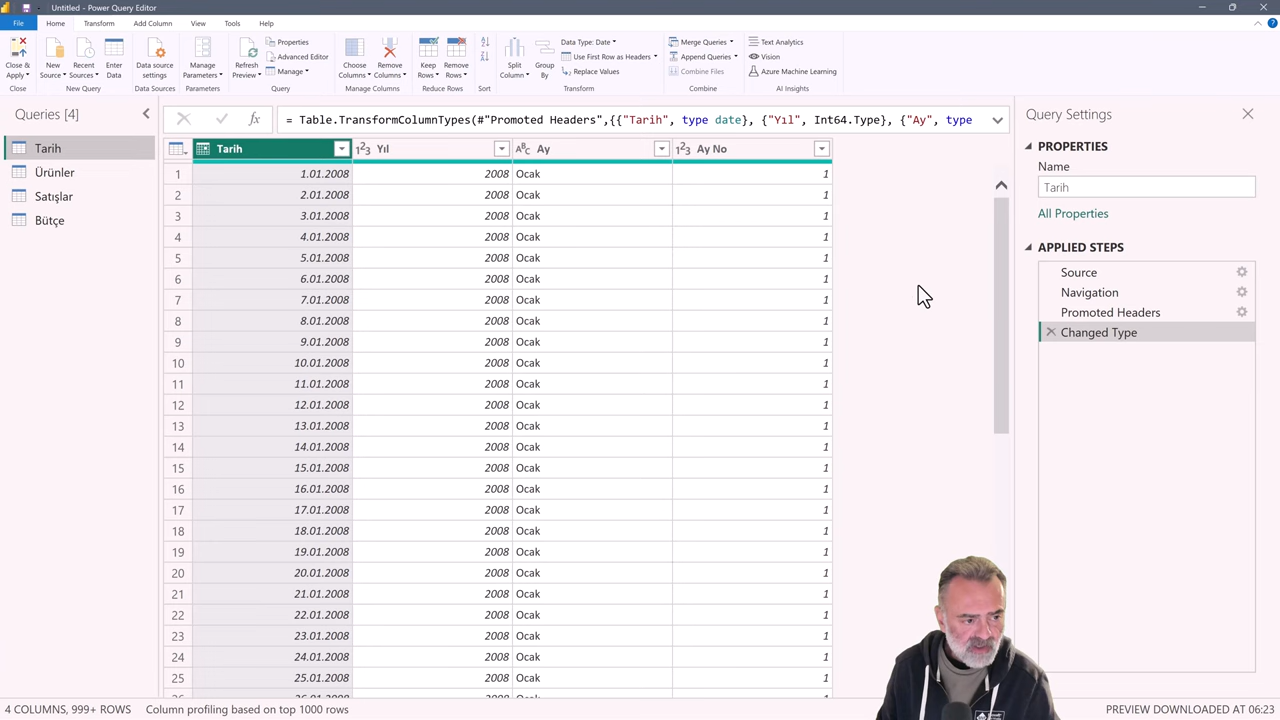 Untitled - Power Query Editor
File
Home
Transform
Add Column
View
Tools
Help
Close & Apply
New Source
Recent Sources
Enter Data
Data source settings
Manage Parameters
Refresh Preview
Properties
Advanced Editor
Manage
Choose Columns
Remove Columns
Keep Rows
Remove Rows
Split Column
Group By
Data Type: Date
Use First Row as Headers
Replace Values
Merge Queries
Append Queries
Combine Files
Text Analytics
Vision
Azure Machine Learning
Close
New Query
Data Sources
Parameters
Query
Manage Columns
Reduce Rows
Sort
Transform
Combine
AI Insights
Queries [4]
Tarih
Ürünler
Satışlar
Bütçe
= Table.TransformColumnTypes(#"Promoted Headers",{{"Tarih", type date}, {"Yıl", Int64.Type}, {"Ay", type
Tarih Yıl Ay Ay No
1 1.01.2008 2008 Ocak 1
2 2.01.2008 2008 Ocak 1
3 3.01.2008 2008 Ocak 1
4 4.01.2008 2008 Ocak 1
5 5.01.2008 2008 Ocak 1
6 6.01.2008 2008 Ocak 1
7 7.01.2008 2008 Ocak 1
8 8.01.2008 2008 Ocak 1
9 9.01.2008 2008 Ocak 1
10 10.01.2008 2008 Ocak 1
11 11.01.2008 2008 Ocak 1
12 12.01.2008 2008 Ocak 1
13 13.01.2008 2008 Ocak 1
14 14.01.2008 2008 Ocak 1
15 15.01.2008 2008 Ocak 1
16 16.01.2008 2008 Ocak 1
17 17.01.2008 2008 Ocak 1
18 18.01.2008 2008 Ocak 1
19 19.01.2008 2008 Ocak 1
20 20.01.2008 2008 Ocak 1
21 21.01.2008 2008 Ocak 1
22 22.01.2008 2008 Ocak 1
23 23.01.2008 2008 Ocak 1
24 24.01.2008 2008 Ocak 1
25 25.01.2008 2008 Ocak 1
Query Settings
PROPERTIES
Name
Tarih
All Properties
APPLIED STEPS
Source
Navigation
Promoted Headers
Changed Type
4 COLUMNS, 999+ ROWS
Column profiling based on top 1000 rows
PREVIEW DOWNLOADED AT 06:23